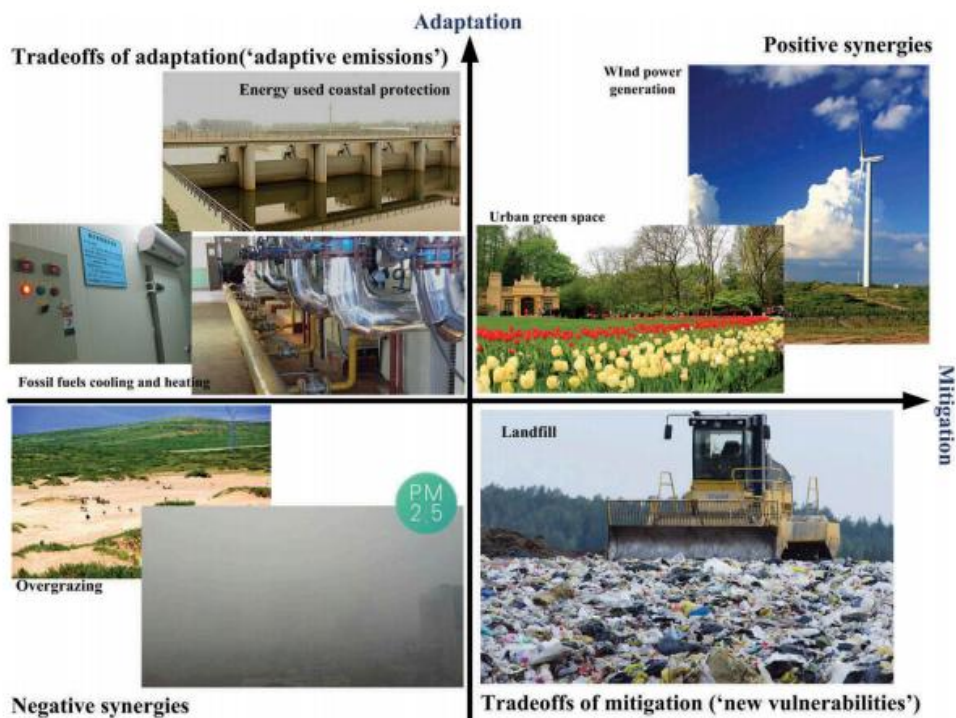 Adaptation
Tradeoffs of adaptation('adaptive emissions')
Positive synergies
Energy used coastal protection
WInd power
generation
Urban green space
Fossil fuels cooling and heating
Mitigation
Landfill
PM
2.5
Overgrazing
Negative synergies
Tradeoffs of mitigation ('new vulnerabilities')